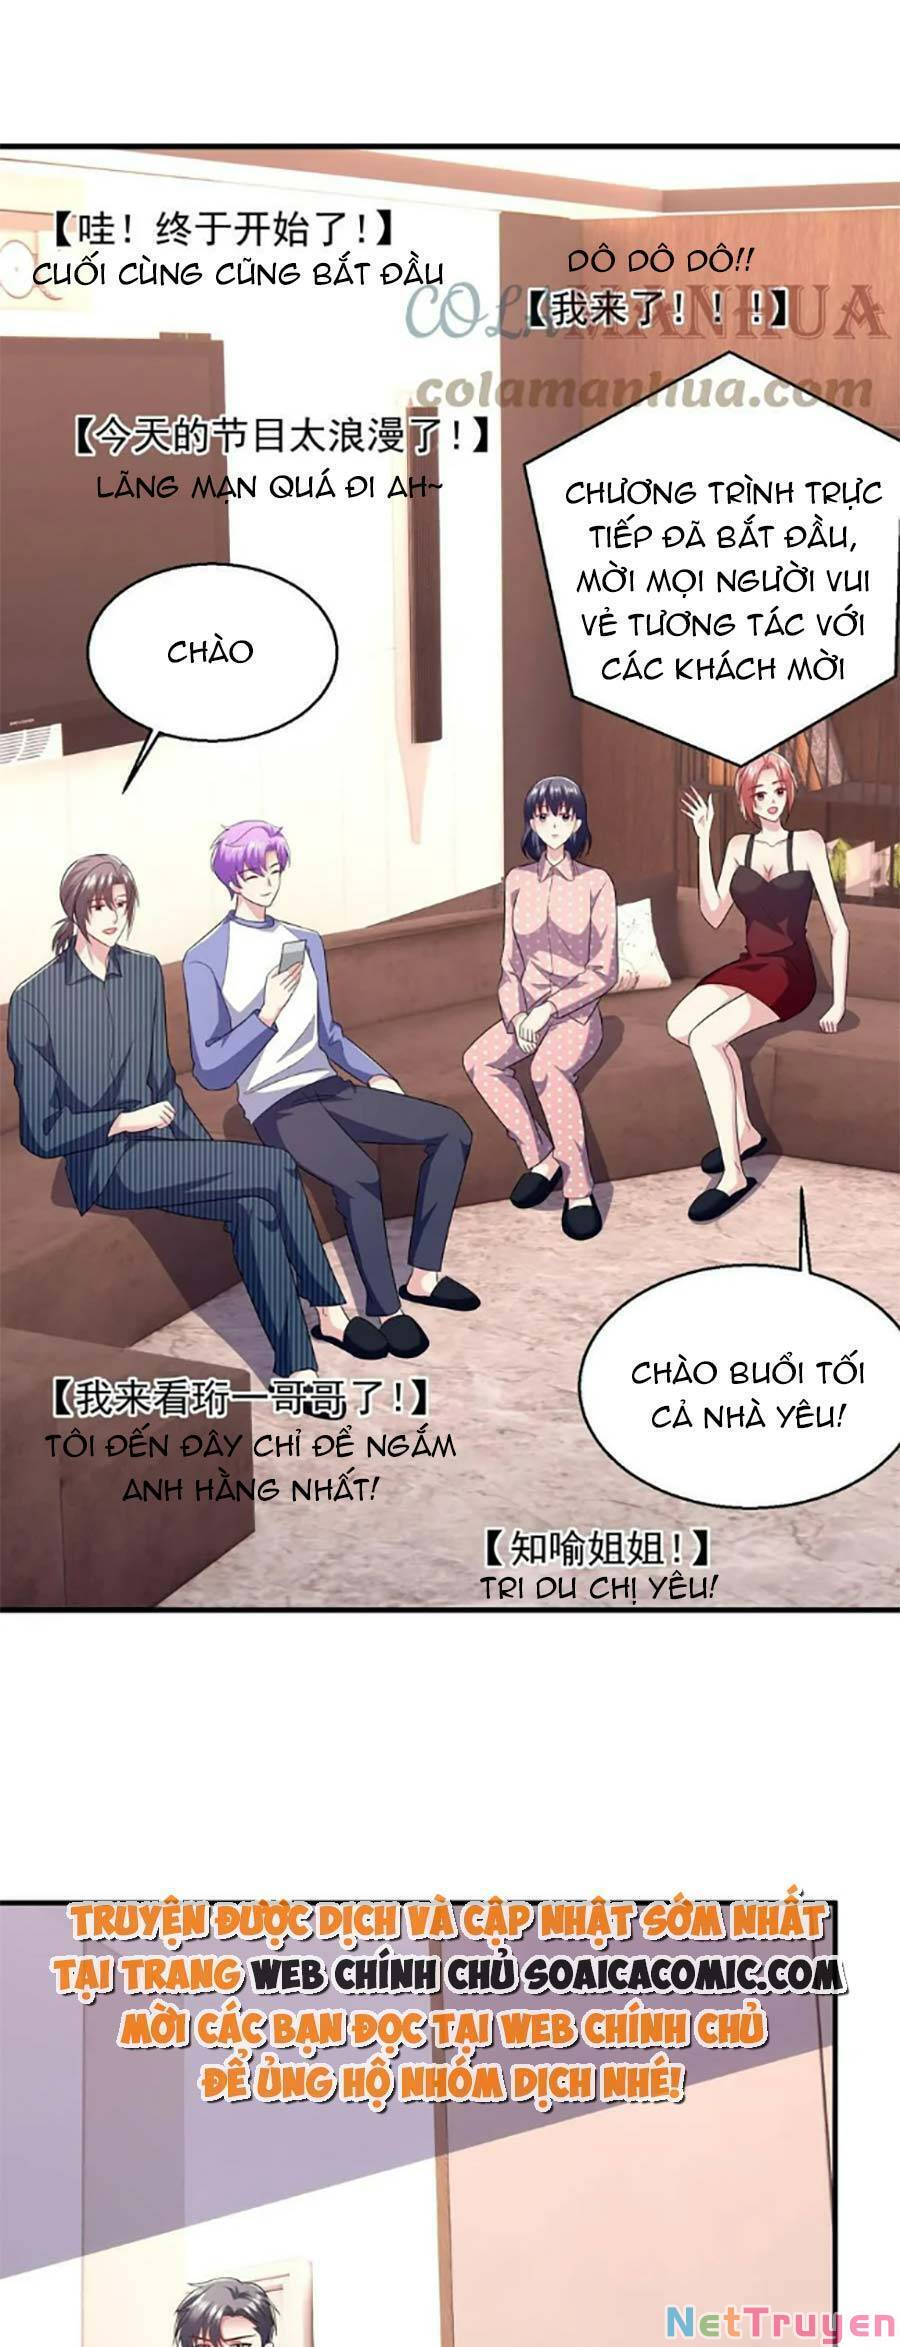 【哇！终于开始了！】
CUỐI CÙNG CŨNG BẮT ĐẦU
DÔ DÔ DÔ!!
【我来了！！！】
COLAMANHUA
colamanhua.com
【今天的节目太浪漫了！】
LÃNG MẠN QUÁ ĐI AH~
CHƯƠNG TRÌNH TRỰC
TIẾP ĐÃ BẮT ĐẦU,
MỜI MỌI NGƯỜI VUI
VẺ TƯƠNG TÁC VỚI
CÁC KHÁCH MỜI
CHÀO
CHÀO BUỔI TỐI
CẢ NHÀ YÊU!
【我来看珩一哥哥了！】
TÔI ĐẾN ĐÂY CHỈ ĐỂ NGẮM
ANH HẰNG NHẤT!
【知喻姐姐！】
TRI DU CHỊ YÊU!
TRUYỆN ĐƯỢC DỊCH VÀ CẬP NHẬT SỚM NHẤT
TẠI TRANG WEB CHÍNH CHỦ SOAICACOMIC.COM
MỜI CÁC BẠN ĐỌC TẠI WEB CHÍNH CHỦ
ĐỂ ỦNG HỘ NHÓM DỊCH NHÉ!
NetTruyen